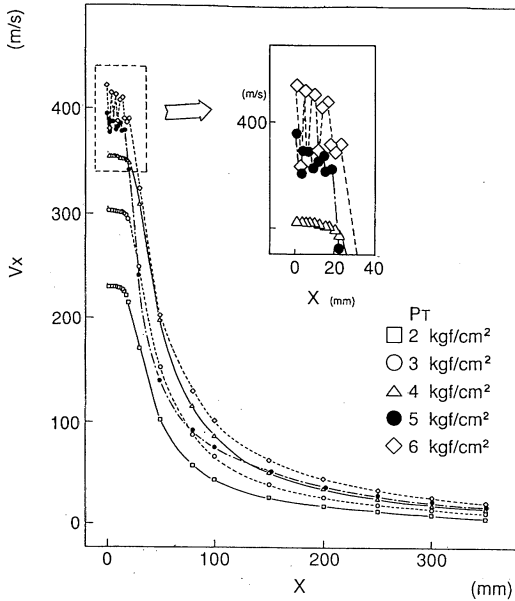 (m/s)
400
300
200
100
0
Vx
0 100 200 300
X (mm)
(m/s)
400
0 20 40
X (mm)
PT
2 kgf/cm²
3 kgf/cm²
4 kgf/cm²
5 kgf/cm²
6 kgf/cm²